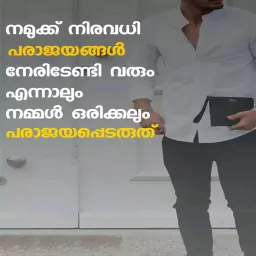 നമുക്ക് നിരവധി
പരാജയങ്ങൾ
നേരിടേണ്ടി വരും
എന്നാലും
നമ്മൾ ഒരിക്കലും
പരാജയപ്പെടരുത്